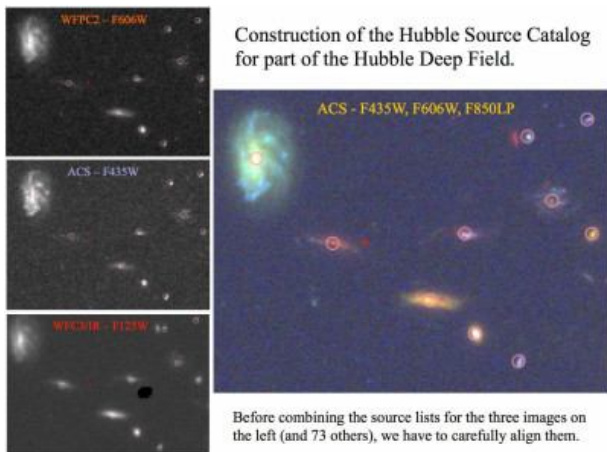 WFPC2 – F606W
ACS – F435W
WFC3/IR – F125W
Construction of the Hubble Source Catalog
for part of the Hubble Deep Field.
ACS - F435W, F606W, F850LP
Before combining the source lists for the three images on
the left (and 73 others), we have to carefully align them.